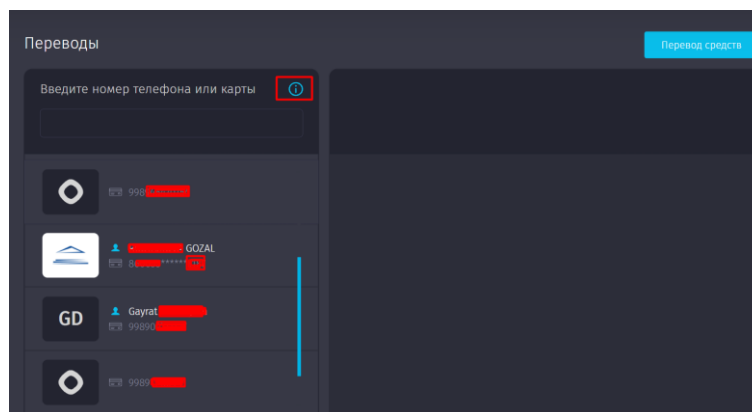 Переводы
Перевод средств
Введите номер телефона или карты
998
GOZAL
8 ******
GD
Gayrat
99890
9989